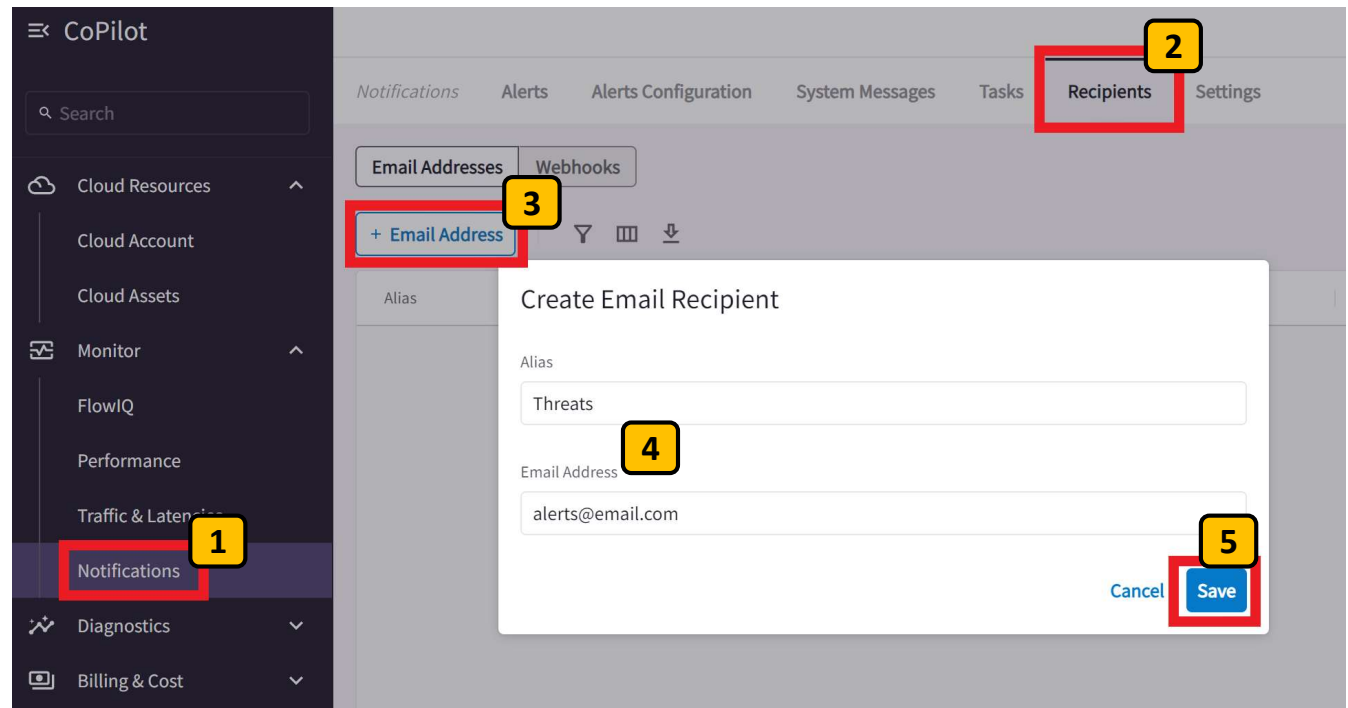 CoPilot
Search
Cloud Resources
Cloud Account
Cloud Assets
Monitor
FlowIQ
Performance
Traffic & Latencies
1
Notifications
Diagnostics
Billing & Cost
2
Notifications Alerts Alerts Configuration System Messages Tasks Recipients Settings
Email Addresses Webhooks
3
+ Email Address
Alias
Create Email Recipient
Alias
Threats
4
Email Address
alerts@email.com
5
Cancel Save